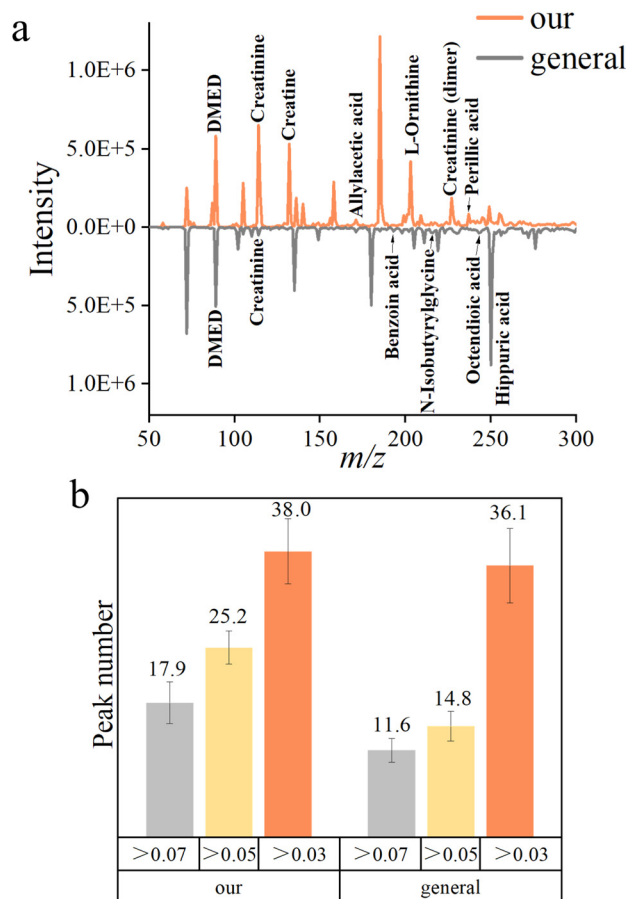 a
our
general
1.0E+6
5.0E+5
0.0E+0
5.0E+5
1.0E+6
Intensity
DMED
Creatinine
Creatine
Allylacetic acid
L-Ornithine
Creatinine (dimer)
Perillic acid
DMED
Creatinine
Benzoin acid
N-Isobutyrylglycine
Octendioic acid
Hippuric acid
50 100 150 200 250 300
m/z
b
Peak number
17.9 25.2 38.0 11.6 14.8 36.1
>0.07 >0.05 >0.03 >0.07 >0.05 >0.03
our general